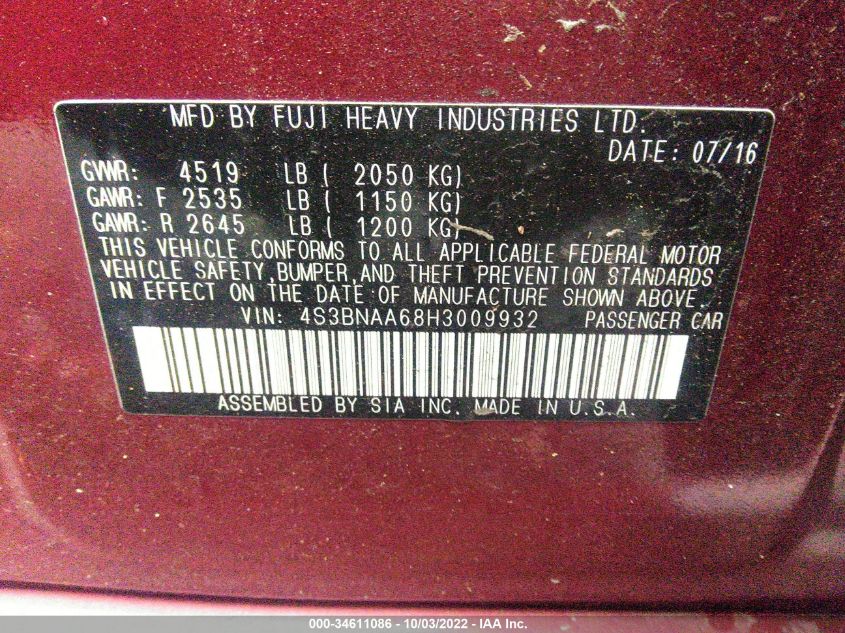 MFD BY FUJI HEAVY INDUSTRIES LTD.
DATE: 07/16
GVWR: 4519 LB ( 2050 KG)
GAWR: F 2535 LB ( 1150 KG)
GAWR: R 2645 LB ( 1200 KG)
THIS VEHICLE CONFORMS TO ALL APPLICABLE FEDERAL MOTOR
VEHICLE SAFETY,BUMPER,AND THEFT PREVENTION STANDARDS
IN EFFECT ON THE DATE OF MANUFACTURE SHOWN ABOVE.
VIN: 4S3BNAA68H3009932 PASSENGER CAR
ASSEMBLED BY SIA INC. MADE IN U.S.A.
000-34611086 - 10/03/2022 - IAA Inc.